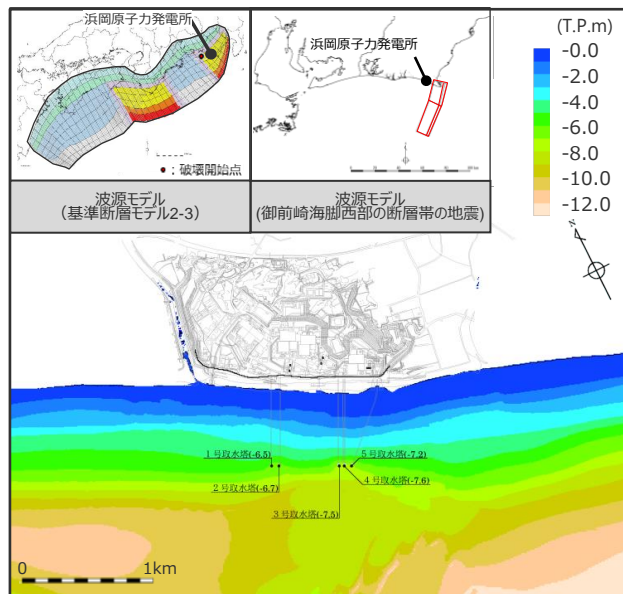 浜岡原子力発電所
●：破壊開始点
波源モデル
（基準断層モデル2-3）
浜岡原子力発電所
波源モデル
(御前崎海脚西部の断層帯の地震)
(T.P.m)
-0.0
-2.0
-4.0
-6.0
-8.0
-10.0
-12.0
1号取水塔(-6.5)
2号取水塔(-6.7)
3号取水塔(-7.5)
5号取水塔(-7.2)
4号取水塔(-7.6)
0 1km